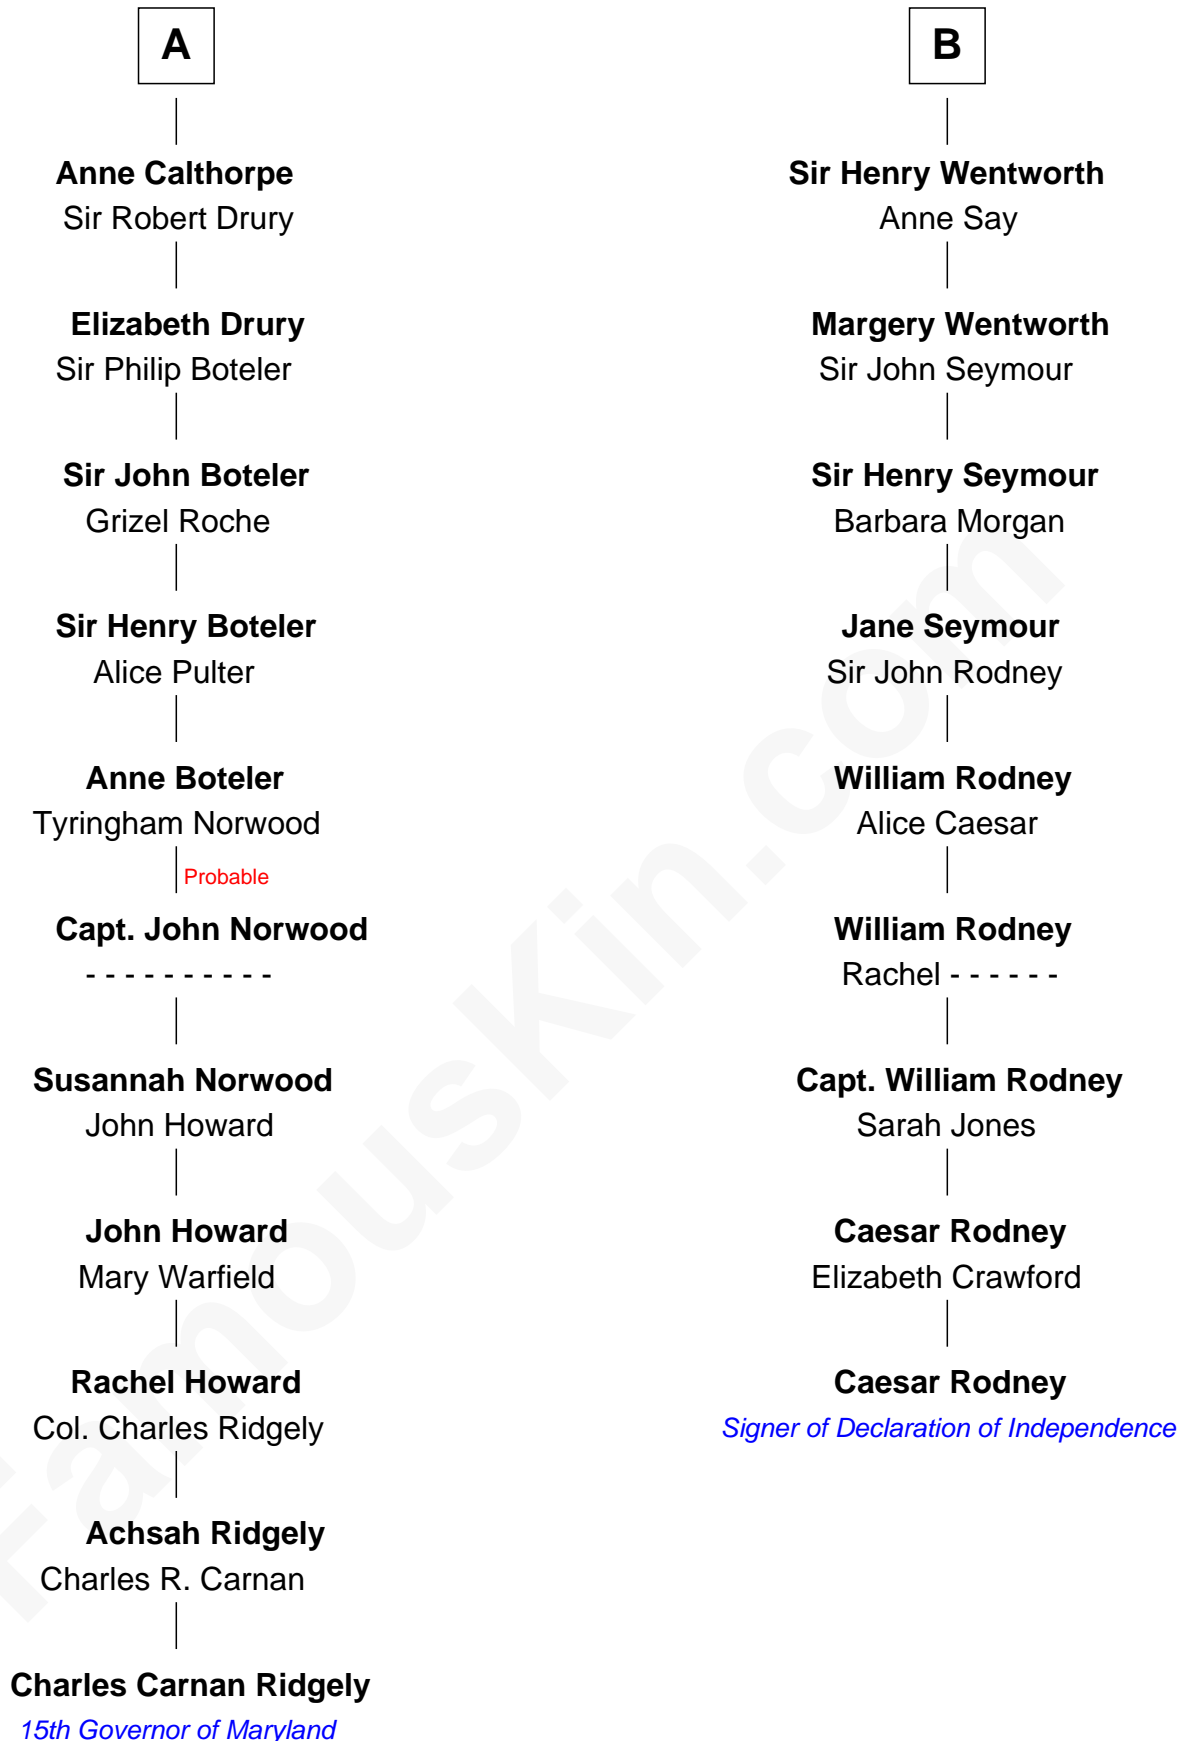 A
Anne Calthorpe
Sir Robert Drury
Elizabeth Drury
Sir Philip Boteler
Sir John Boteler
Grizel Roche
Sir Henry Boteler
Alice Pulter
Anne Boteler
Tyringham Norwood
Probable
Capt. John Norwood
- - - - - - - - - -
Susannah Norwood
John Howard
John Howard
Mary Warfield
Rachel Howard
Col. Charles Ridgely
Achsah Ridgely
Charles R. Carnan
Charles Carnan Ridgely
15th Governor of Maryland
B
Sir Henry Wentworth
Anne Say
Margery Wentworth
Sir John Seymour
Sir Henry Seymour
Barbara Morgan
Jane Seymour
Sir John Rodney
William Rodney
Alice Caesar
William Rodney
Rachel - - - - - -
Capt. William Rodney
Sarah Jones
Caesar Rodney
Elizabeth Crawford
Caesar Rodney
Signer of Declaration of Independence
FamousKin.com